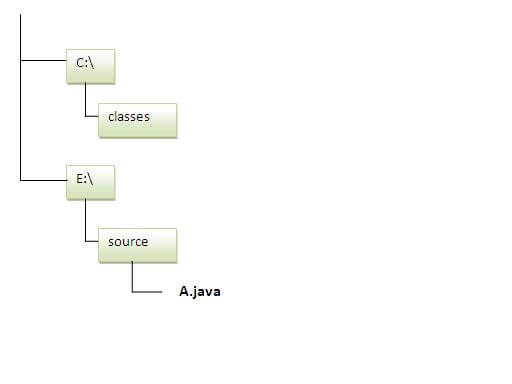 C:\
classes
E:\
source
A.java